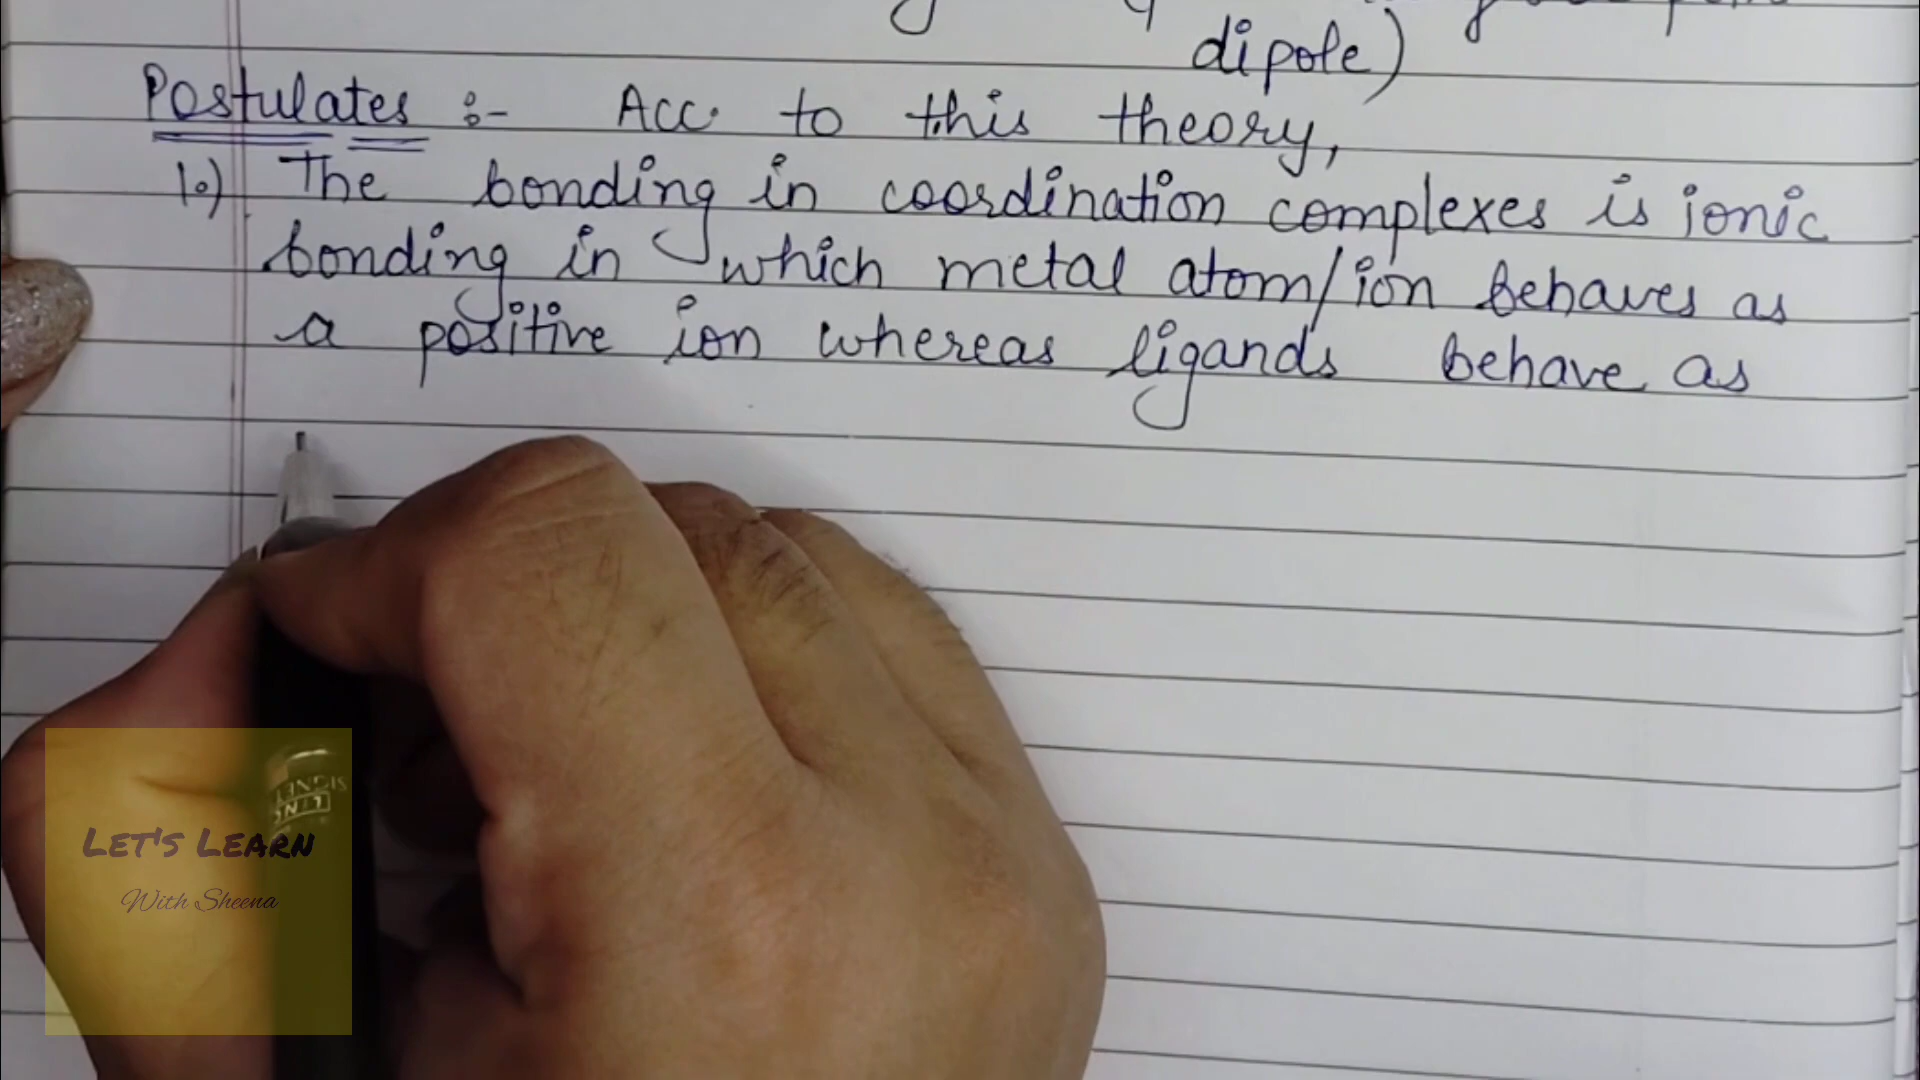 dipole)
Postulates :- Acc. to this theory,
1.) The bonding in coordination complexes is ionic
bonding in which metal atom/ion behaves as
a positive ion whereas ligands behave as
LET'S LEARN
With Sheena